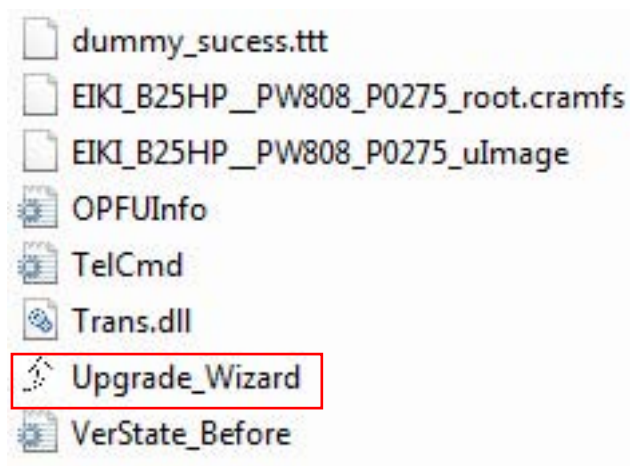 dummy_sucess.ttt
EIKI_B25HP__PW808_P0275_root.cramfs
EIKI_B25HP__PW808_P0275_uImage
OPFUInfo
TelCmd
Trans.dll
Upgrade_Wizard
VerState_Before